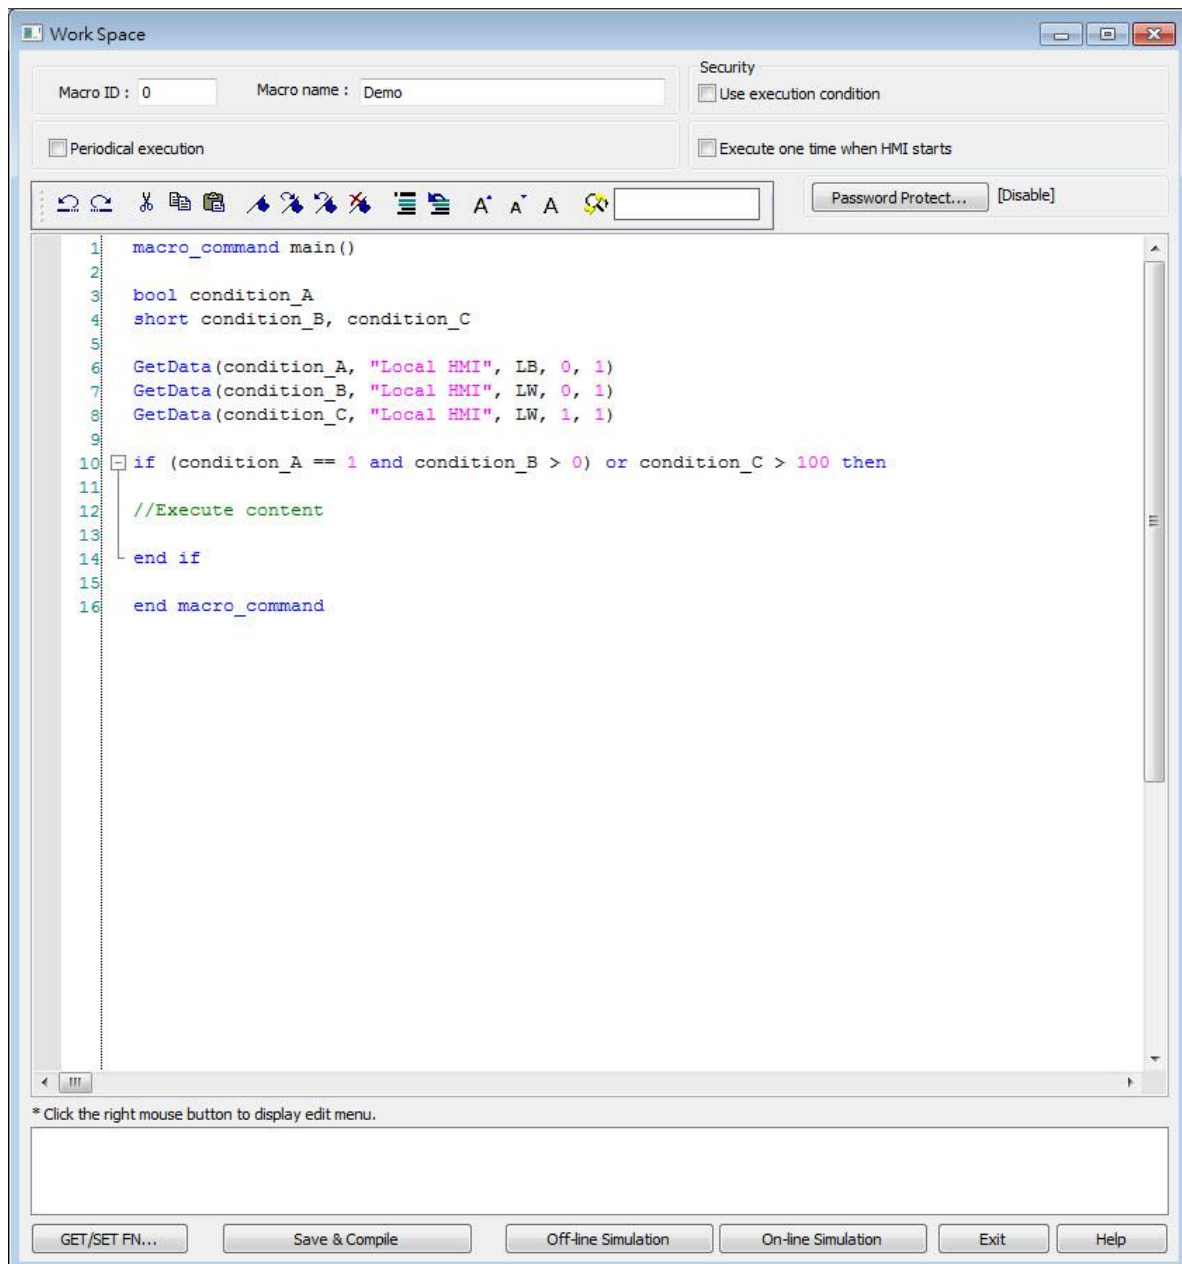 Work Space
Macro ID : 0 Macro name : Demo
Security
Use execution condition
Periodical execution
Execute one time when HMI starts
A A A
Password Protect... [Disable]
1 macro_command main()
2
3 bool condition_A
4 short condition_B, condition_C
5
6 GetData(condition_A, "Local HMI", LB, 0, 1)
7 GetData(condition_B, "Local HMI", LW, 0, 1)
8 GetData(condition_C, "Local HMI", LW, 1, 1)
9
10 if (condition_A == 1 and condition_B > 0) or condition_C > 100 then
11
12 //Execute content
13
14 end if
15
16 end macro_command
* Click the right mouse button to display edit menu.
GET/SET FN... Save & Compile Off-line Simulation On-line Simulation Exit Help